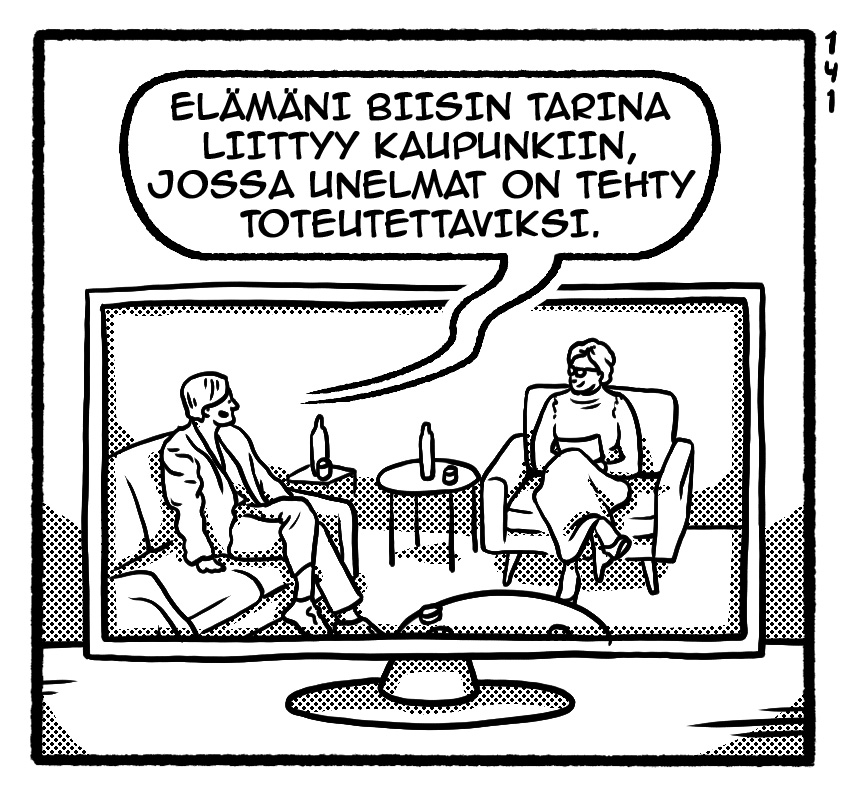 ELÄMÄNI BIISIN TARINA
LIITTYY KAUPUNKIIN,
JOSSA UNELMAT ON TEHTY
TOTEUTETTAVIKSI.
141